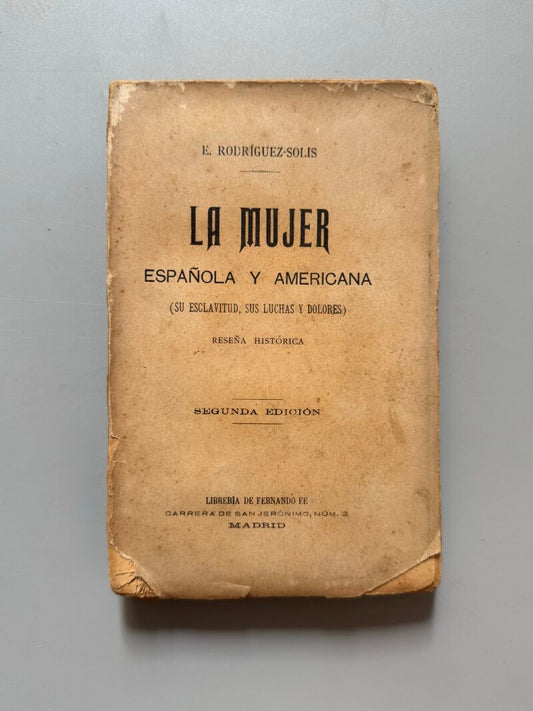 E. RODRÍGUEZ-SOLIS
LA MUJER
ESPAÑOLA Y AMERICANA
(SU ESCLAVITUD, SUS LUCHAS Y DOLORES)
RESEÑA HISTÓRICA
SEGUNDA EDICIÓN
LIBRERÍA DE FERNANDO FE
CARRERA DE SAN JERÓNIMO, NÚM. 2
MADRID